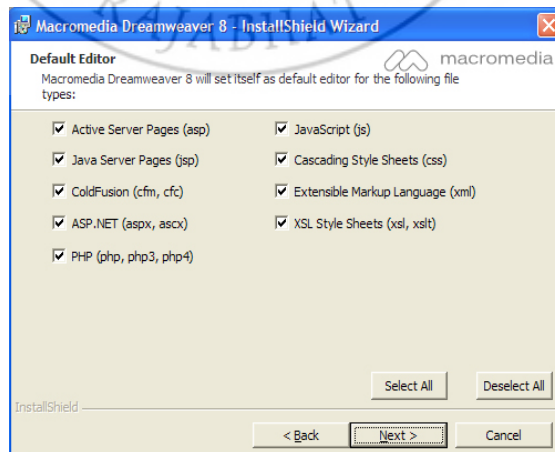 RAJABHAT
Macromedia Dreamweaver 8 - InstallShield Wizard
Default Editor
macromedia
Macromedia Dreamweaver 8 will set itself as default editor for the following file
types:
Active Server Pages (asp)
JavaScript (js)
Java Server Pages (jsp)
Cascading Style Sheets (css)
ColdFusion (cfm, cfc)
Extensible Markup Language (xml)
ASP.NET (aspx, ascx)
XSL Style Sheets (xsl, xslt)
PHP (php, php3, php4)
Select All
Deselect All
InstallShield
< Back
Next >
Cancel